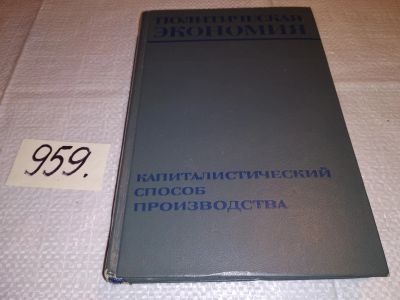 ПОЛИТИЧЕСКАЯ
ЭКОНОМИЯ
959.
КАПИТАЛИСТИЧЕСКИЙ
СПОСОБ
ПРОИЗВОДСТВА